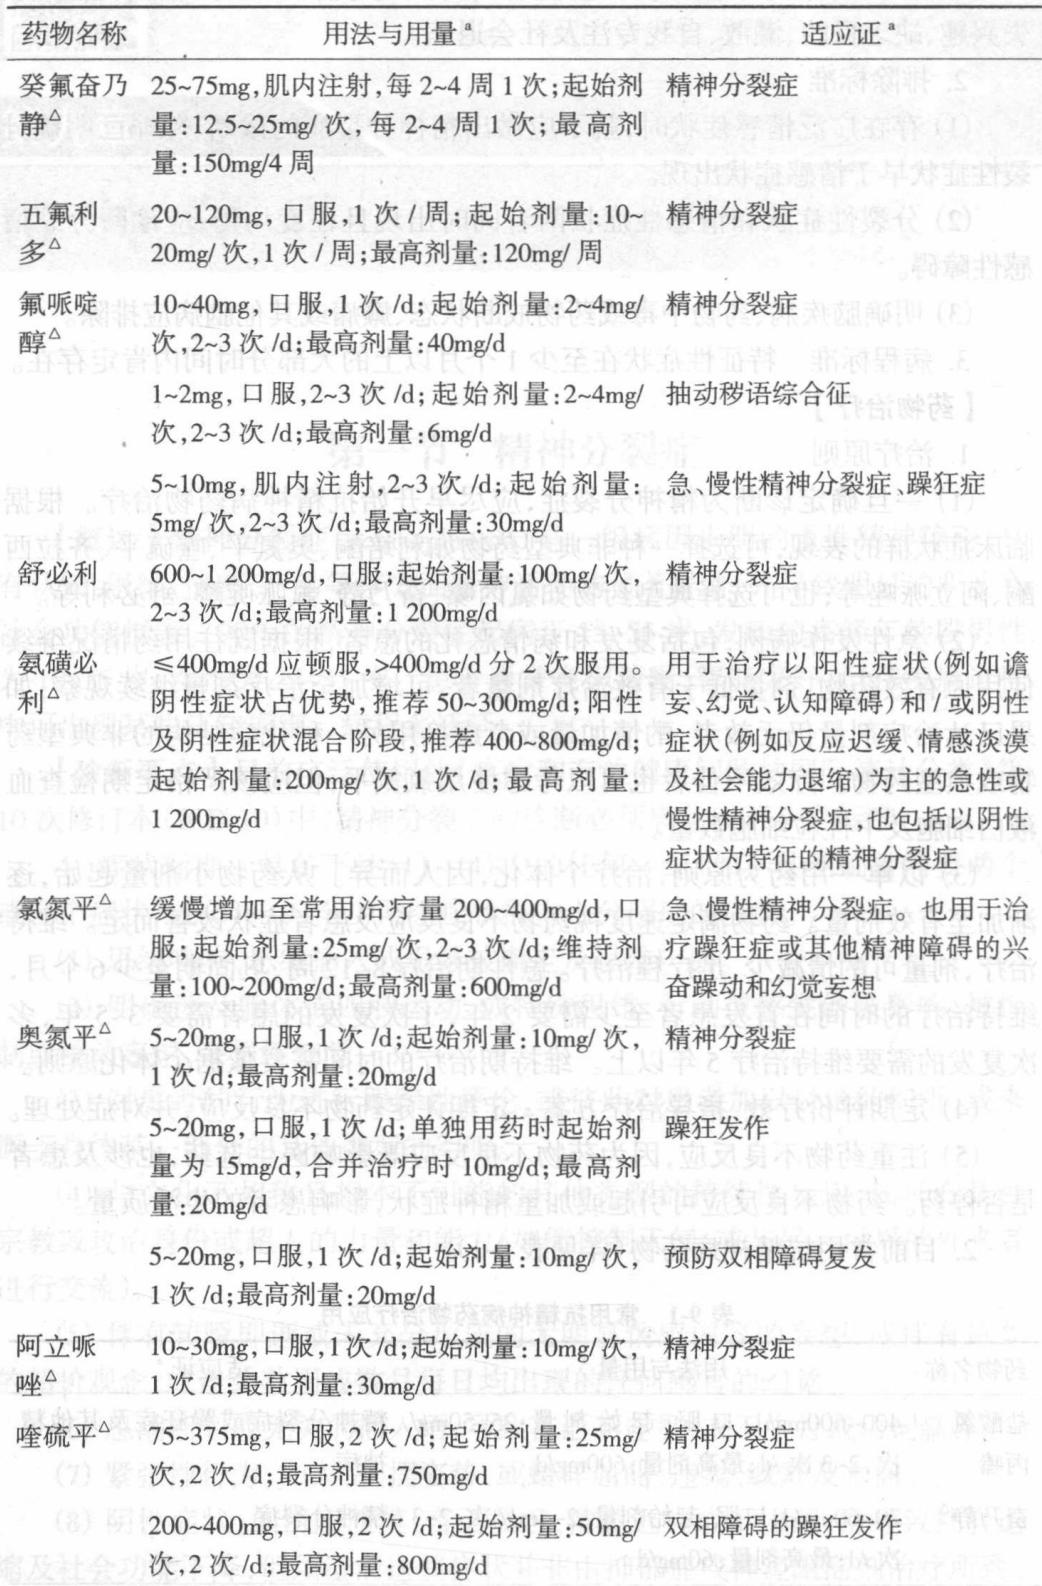 药物名称 用法与用量ª 适应证ª
癸氟奋乃 25~75mg,肌内注射,每2~4周1次;起始剂 精神分裂症
静△ 量:12.5~25mg/次,每2~4周1次;最高剂
量:150mg/4周
五氟利 20~120mg,口服,1次/周;起始剂量:10~ 精神分裂症
多△ 20mg/次,1次/周;最高剂量:120mg/周
氟哌啶 10~40mg,口服,1次/d;起始剂量:2~4mg/ 精神分裂症
醇△ 次,2~3次/d;最高剂量:40mg/d
1~2mg,口服,2~3次/d;起始剂量:2~4mg/ 抽动秽语综合征
次,2~3次/d;最高剂量:6mg/d
5~10mg,肌内注射,2~3次/d;起始剂量: 急、慢性精神分裂症、躁狂症
5mg/次,2~3次/d;最高剂量:30mg/d
舒必利 600~1 200mg/d,口服;起始剂量:100mg/次, 精神分裂症
2~3次/d;最高剂量:1 200mg/d
氨磺必 ≤400mg/d应顿服,>400mg/d分2次服用。 用于治疗以阳性症状(例如谵
利△ 阴性症状占优势,推荐50~300mg/d;阳性 妄、幻觉、认知障碍)和/或阴性
及阴性症状混合阶段,推荐400~800mg/d; 症状(例如反应迟缓、情感淡漠
起始剂量:200mg/次,1次/d;最高剂量: 及社会能力退缩)为主的急性或
1 200mg/d 慢性精神分裂症,也包括以阴性
症状为特征的精神分裂症
氯氮平△ 缓慢增加至常用治疗量200~400mg/d,口 急、慢性精神分裂症。也用于治
服;起始剂量:25mg/次,2~3次/d;维持剂 疗躁狂症或其他精神障碍的兴
量:100~200mg/d;最高剂量:600mg/d 奋躁动和幻觉妄想
奥氮平△ 5~20mg,口服,1次/d;起始剂量:10mg/次, 精神分裂症
1次/d;最高剂量:20mg/d
5~20mg,口服,1次/d;单独用药时起始剂 躁狂发作
量为15mg/d,合并治疗时10mg/d;最高剂
量:20mg/d
5~20mg,口服,1次/d;起始剂量:10mg/次, 预防双相障碍复发
1次/d;最高剂量:20mg/d
阿立哌 10~30mg,口服,1次/d;起始剂量:10mg/次, 精神分裂症
唑△ 1次/d;最高剂量:30mg/d
喹硫平△ 75~375mg,口服,2次/d;起始剂量:25mg/ 精神分裂症
次,2次/d;最高剂量:750mg/d
200~400mg,口服,2次/d;起始剂量:50mg/ 双相障碍的躁狂发作
次,2次/d;最高剂量:800mg/d